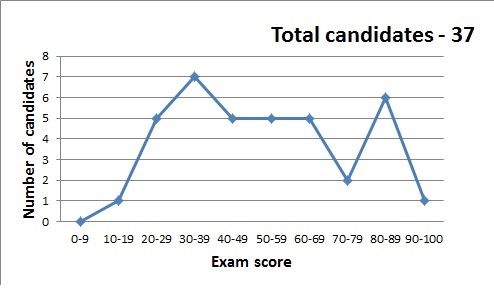 Total candidates - 37
Number of candidates
8
7
6
5
4
3
2
1
0
0-9 10-19 20-29 30-39 40-49 50-59 60-69 70-79 80-89 90-100
Exam score